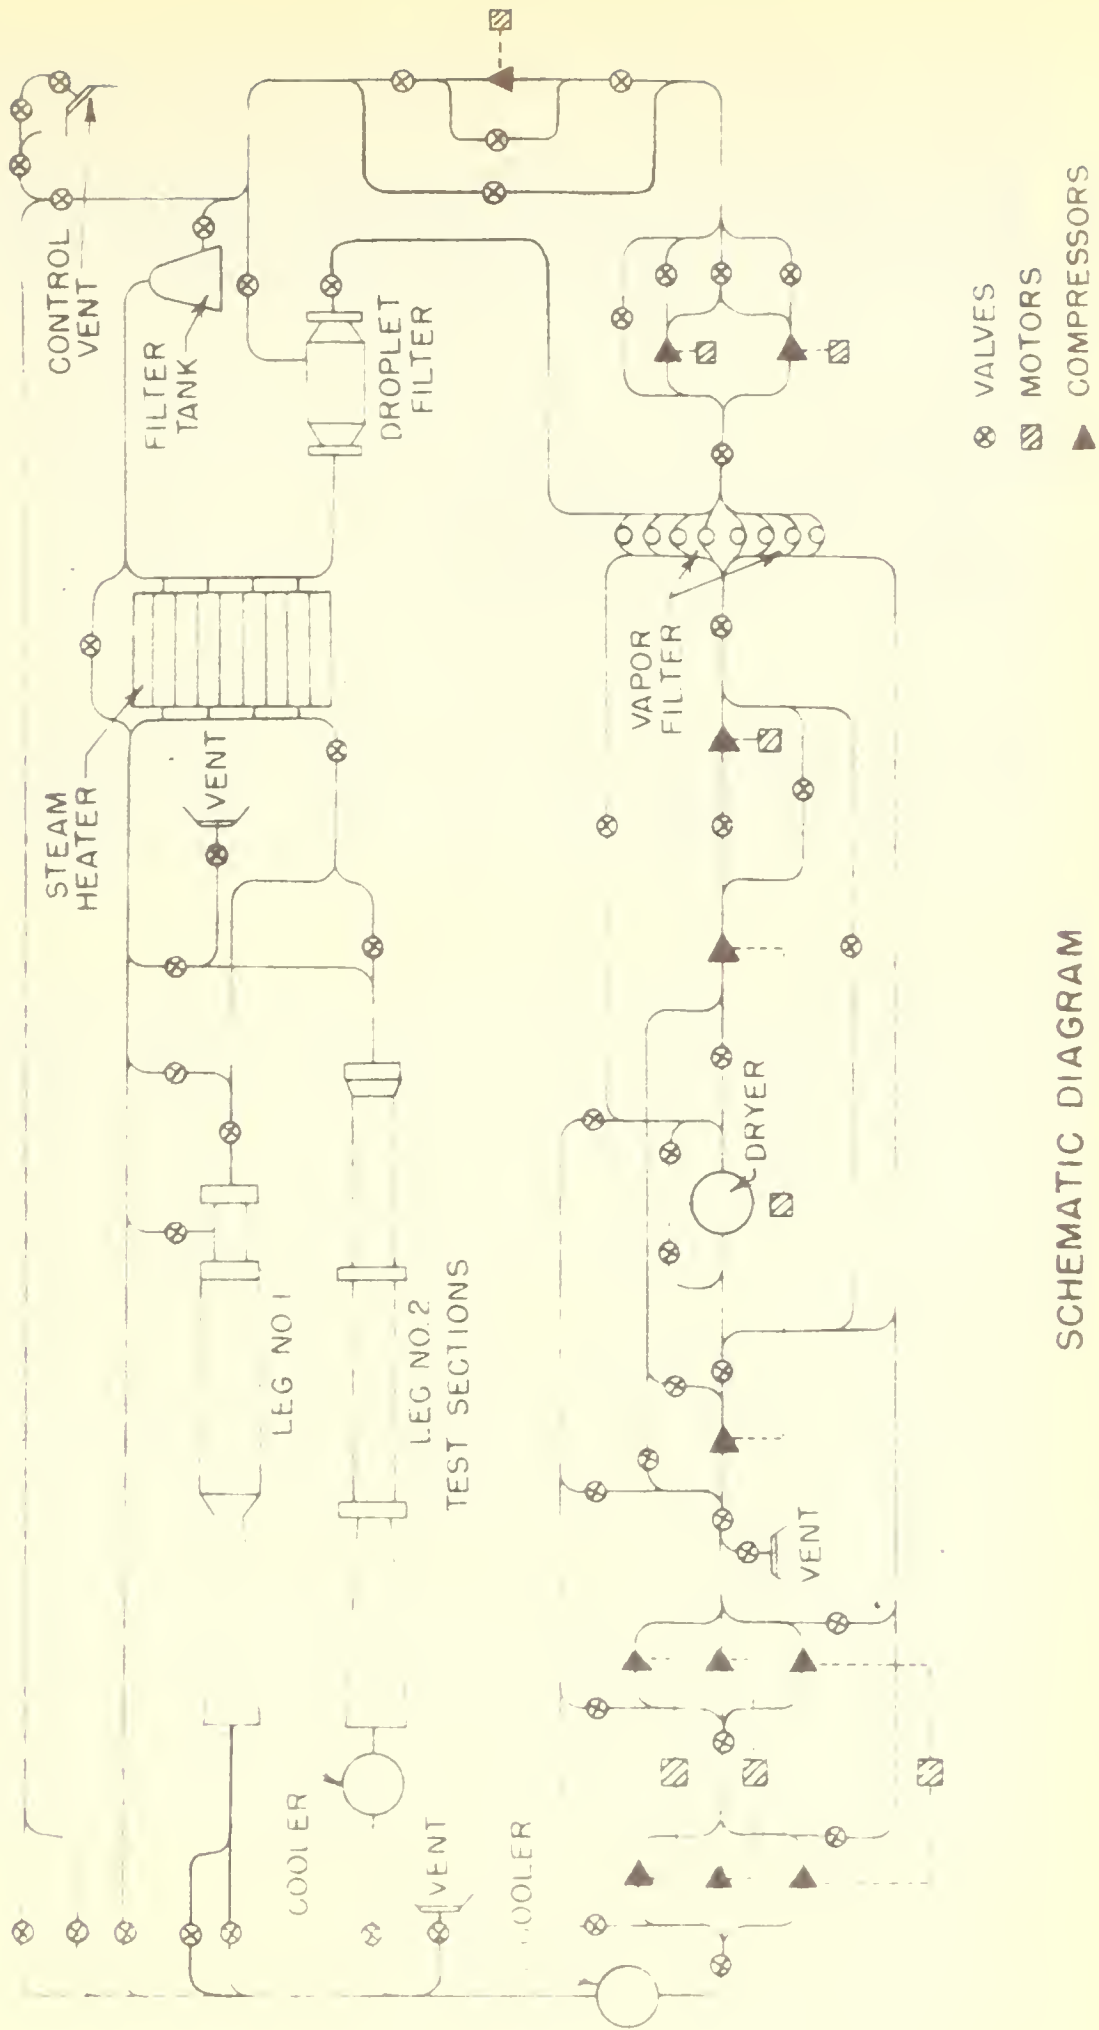 CONTROL
VENT
FILTER
TANK
DROPLET
FILTER
STEAM
HEATER
VENT
VAPOR
FILTER
LEG NO 1
LEG NO. 2
TEST SECTIONS
DRYER
VENT
COOLER
VENT
VALVES
MOTORS
COMPRESSORS
SCHEMATIC DIAGRAM